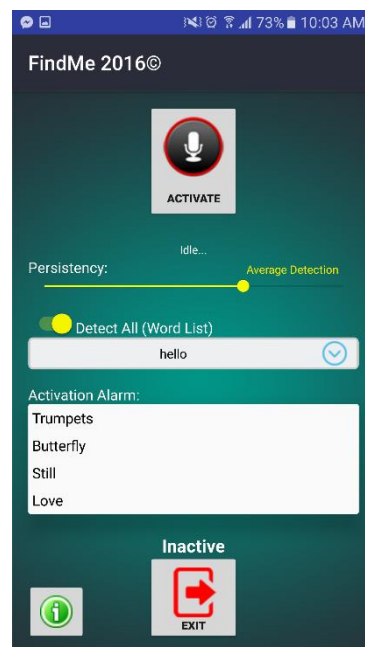 73% 10:03 AM
FindMe 2016©
ACTIVATE
Idle...
Persistency: Average Detection
Detect All (Word List)
hello
Activation Alarm:
Trumpets
Butterfly
Still
Love
Inactive
EXIT